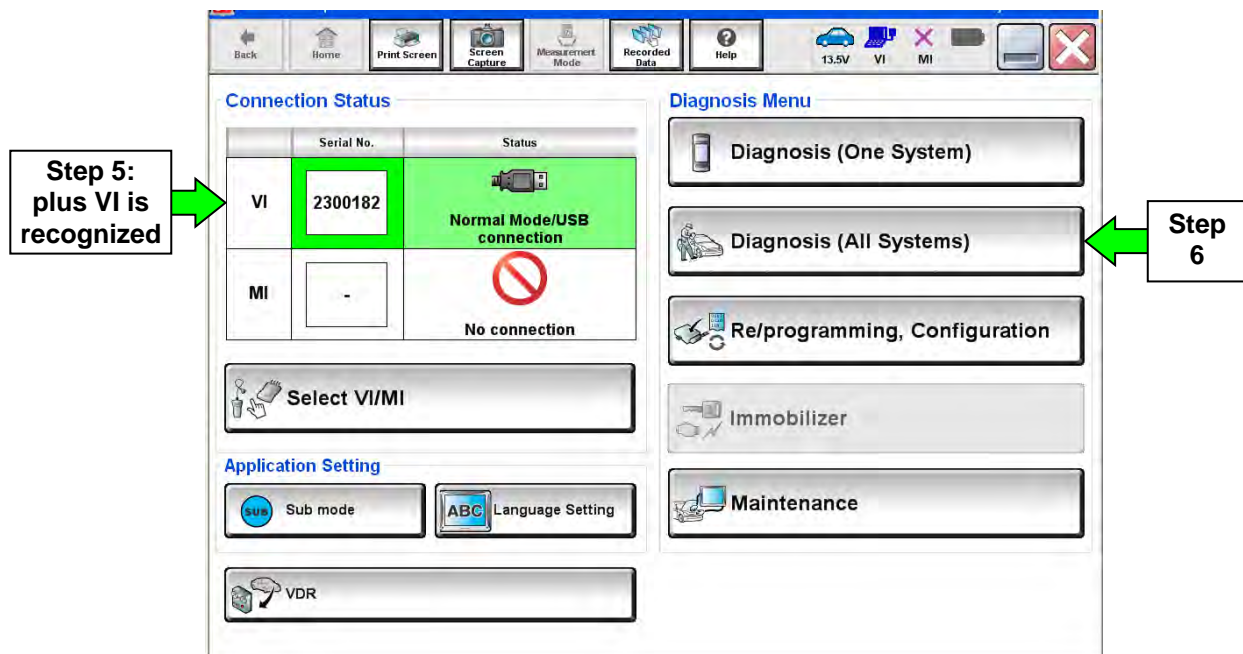 Back
Home
Print Screen
Screen
Capture
Measurement
Mode
Recorded
Data
Help
13.5V
VI
MI
Connection Status
Serial No.
Status
VI
2300182
Normal Mode/USB
connection
MI
-
No connection
Select VI/MI
Application Setting
SUB
Sub mode
ABC
Language Setting
VDR
Diagnosis Menu
Diagnosis (One System)
Diagnosis (All Systems)
Re/programming, Configuration
Immobilizer
Maintenance
Step 5:
plus VI is
recognized
Step
6